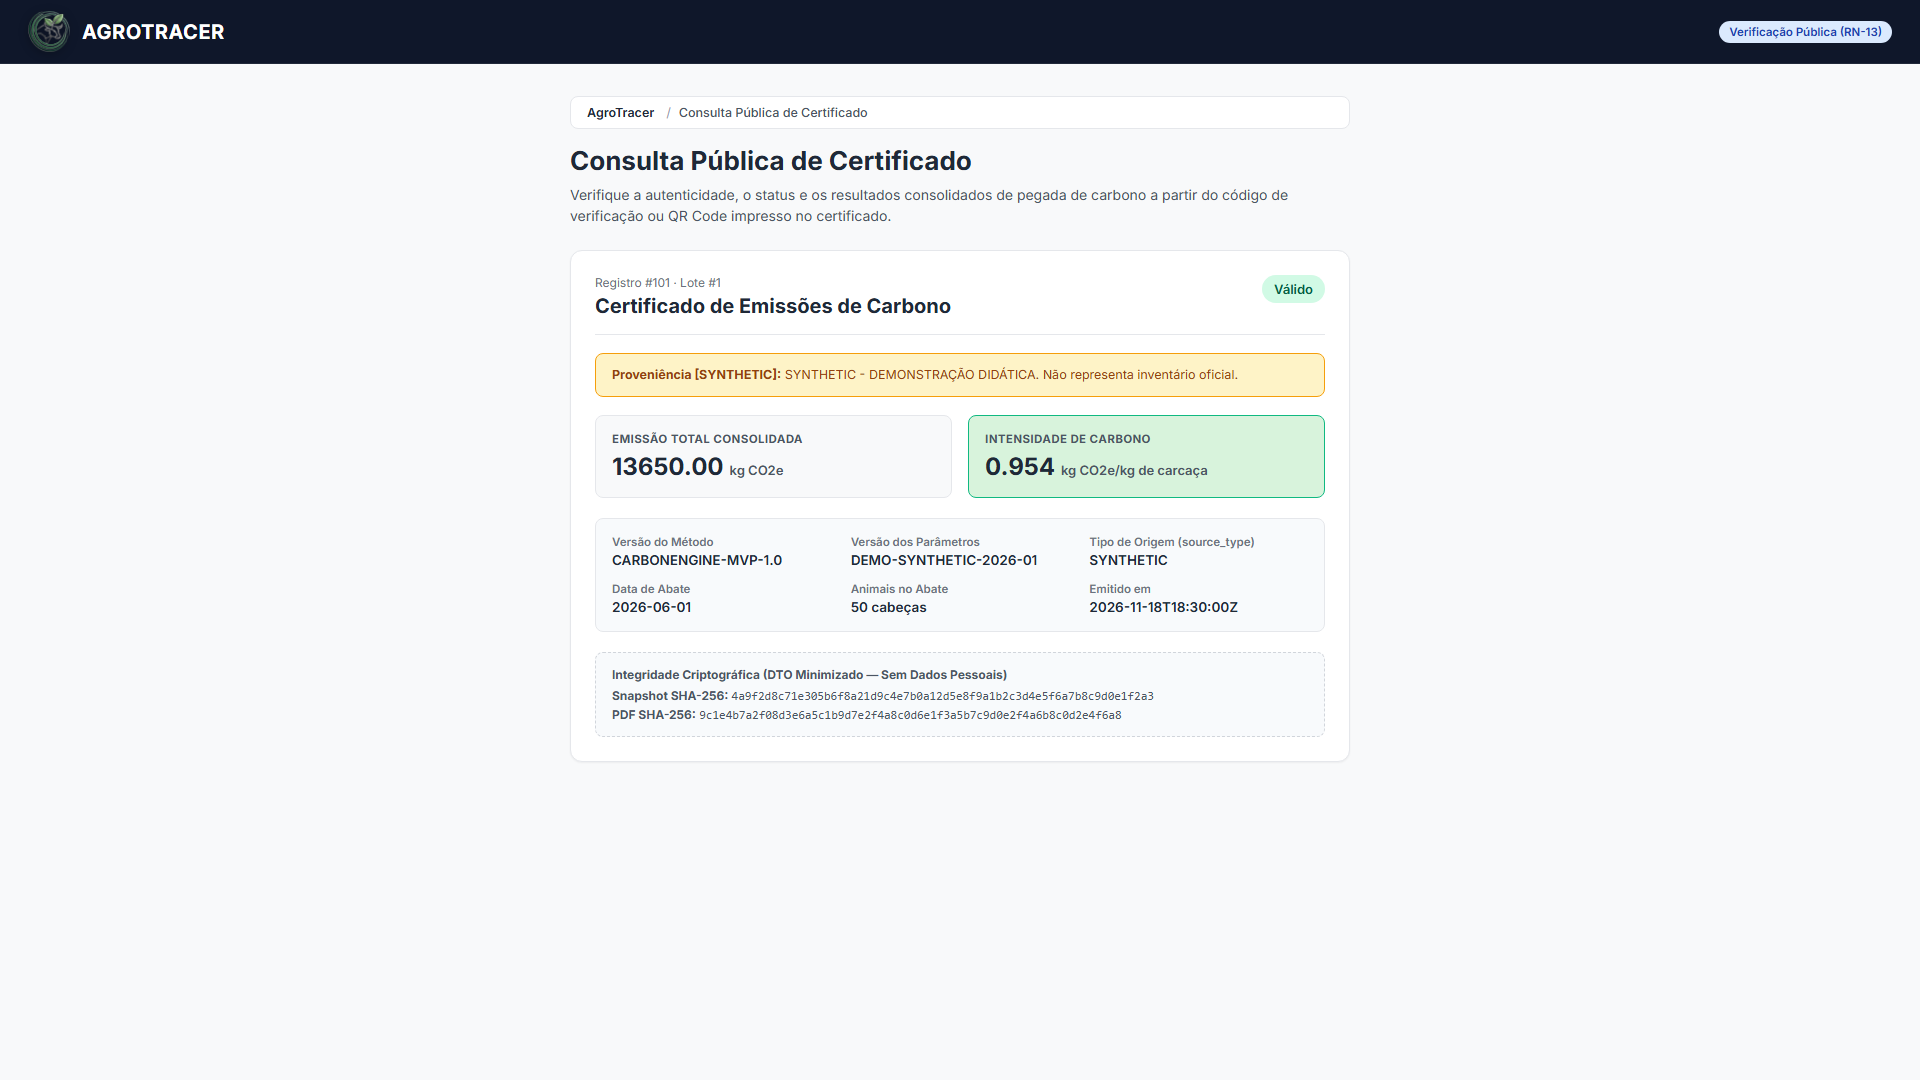 AGROTRACER
Verificação Pública (RN-13)
AgroTracer / Consulta Pública de Certificado
Consulta Pública de Certificado
Verifique a autenticidade, o status e os resultados consolidados de pegada de carbono a partir do código de
verificação ou QR Code impresso no certificado.
Registro #101 · Lote #1
Certificado de Emissões de Carbono
Válido
Proveniência [SYNTHETIC]: SYNTHETIC - DEMONSTRAÇÃO DIDÁTICA. Não representa inventário oficial.
EMISSÃO TOTAL CONSOLIDADA
13650.00 kg CO2e
INTENSIDADE DE CARBONO
0.954 kg CO2e/kg de carcaça
Versão do Método
CARBONENGINE-MVP-1.0
Versão dos Parâmetros
DEMO-SYNTHETIC-2026-01
Tipo de Origem (source_type)
SYNTHETIC
Data de Abate
2026-06-01
Animais no Abate
50 cabeças
Emitido em
2026-11-18T18:30:00Z
Integridade Criptográfica (DTO Minimizado — Sem Dados Pessoais)
Snapshot SHA-256: 4a9f2d8c71e305b6f8a21d9c4e7b0a12d5e8f9a1b2c3d4e5f6a7b8c9d0e1f2a3
PDF SHA-256: 9c1e4b7a2f08d3e6a5c1b9d7e2f4a8c0d6e1f3a5b7c9d0e2f4a6b8c0d2e4f6a8